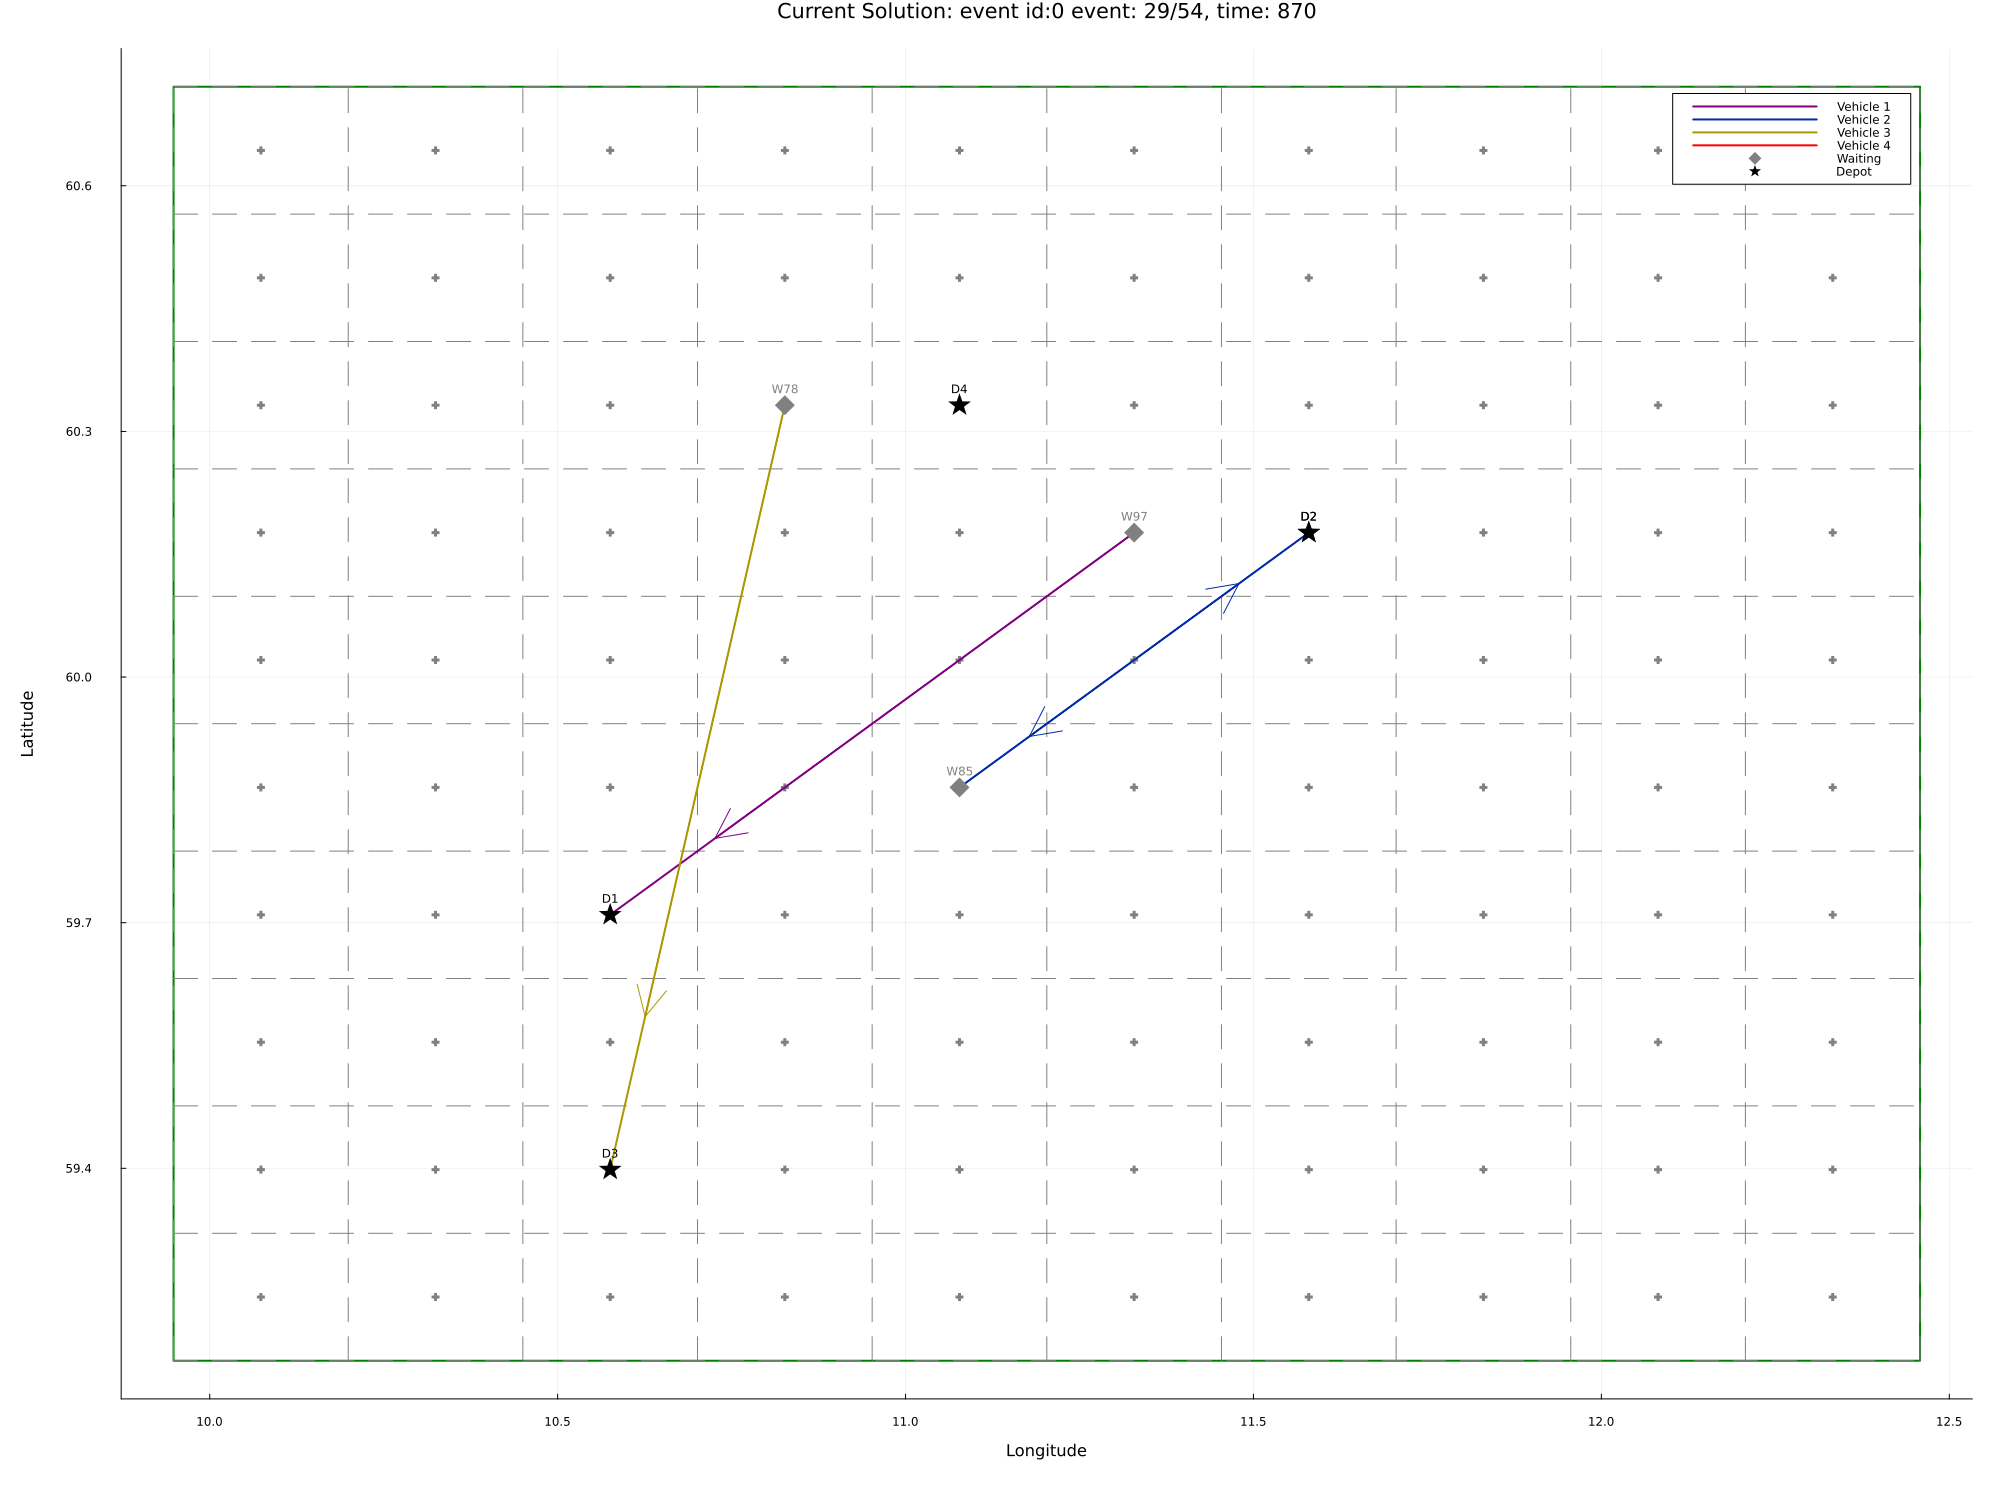 Current Solution: event id:0 event: 29/54, time: 870
Vehicle 1
Vehicle 2
Vehicle 3
Vehicle 4
Waiting
Depot
60.6
60.3
60.0
59.7
59.4
Latitude
W78
D4
W97
D2
W85
D1
D3
10.0
10.5
11.0
11.5
12.0
12.5
Longitude